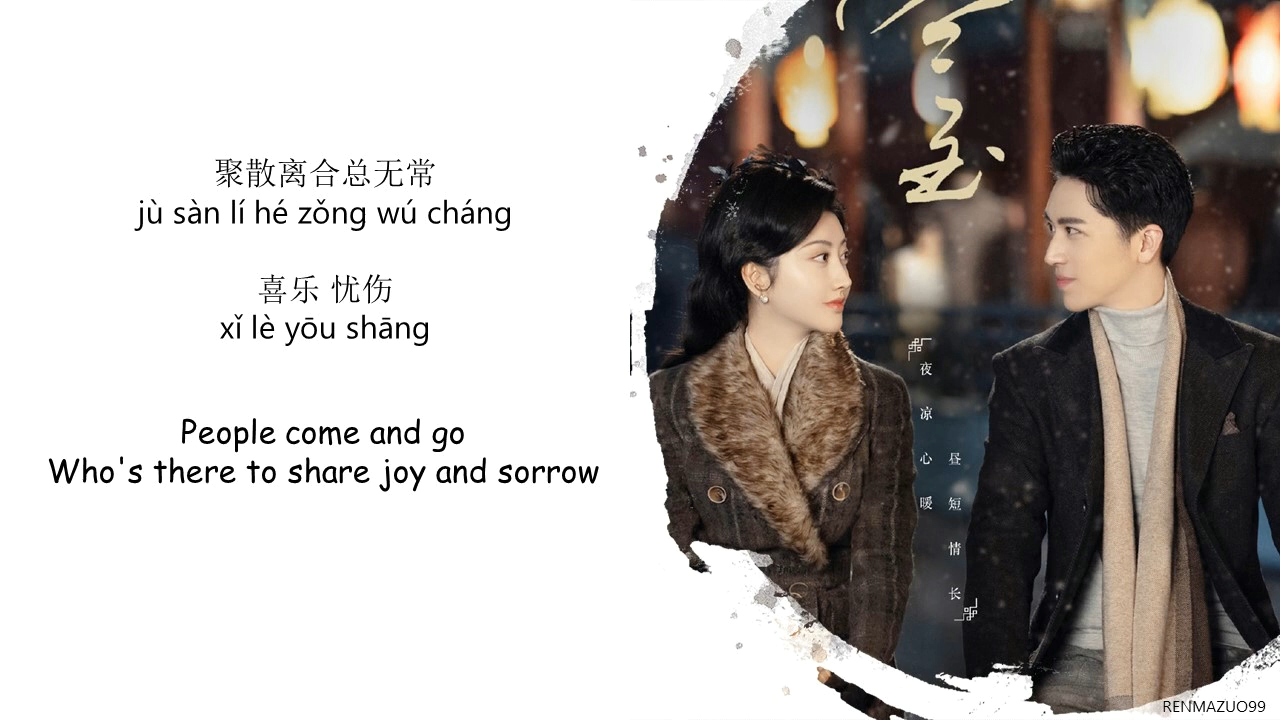 聚散离合总无常
jù sàn lí hé zǒng wú cháng
喜乐 忧伤
xǐ lè yōu shāng
People come and go
Who's there to share joy and sorrow
夜凉心暖
昼短情长
RENMAZUO99